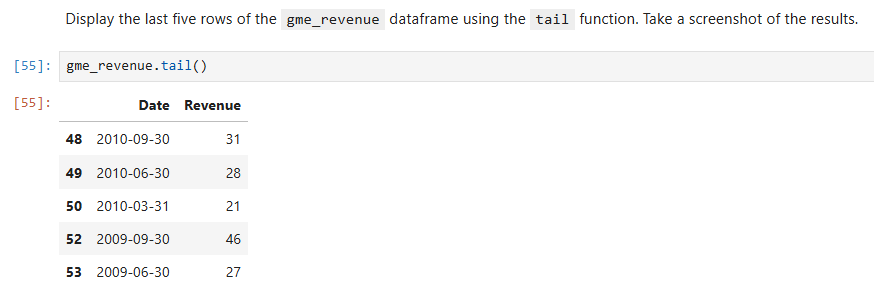 Display the last five rows of the gme_revenue dataframe using the tail function. Take a screenshot of the results.
[55]: gme_revenue.tail()
[55]:
Date Revenue
48 2010-09-30 31
49 2010-06-30 28
50 2010-03-31 21
52 2009-09-30 46
53 2009-06-30 27